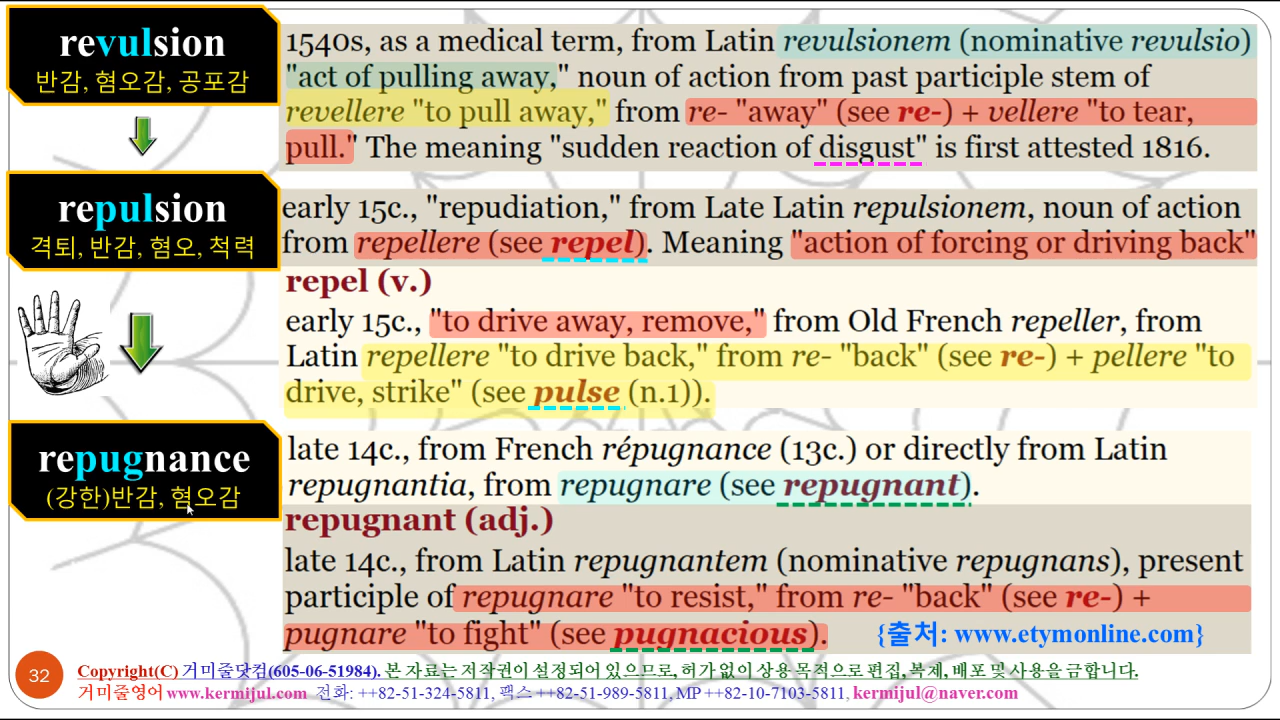 revulsion
반감, 혐오감, 공포감
1540s, as a medical term, from Latin revulsionem (nominative revulsio)
"act of pulling away," noun of action from past participle stem of
revellere "to pull away," from re- "away" (see re-) + vellere "to tear,
pull." The meaning "sudden reaction of disgust" is first attested 1816.
repulsion
격퇴, 반감, 혐오, 척력
early 15c., "repudiation," from Late Latin repulsionem, noun of action
from repellere (see repel). Meaning "action of forcing or driving back"
repel (v.)
early 15c., "to drive away, remove," from Old French repeller, from
Latin repellere "to drive back," from re- "back" (see re-) + pellere "to
drive, strike" (see pulse (n.1)).
repugnance
(강한)반감, 혐오감
late 14c., from French répugnance (13c.) or directly from Latin
repugnantia, from repugnare (see repugnant).
repugnant (adj.)
late 14c., from Latin repugnantem (nominative repugnans), present
participle of repugnare "to resist," from re- "back" (see re-) +
pugnare "to fight" (see pugnacious).
{출처: www.etymonline.com}
32
Copyright(C) 거미줄닷컴(605-06-51984). 본 자료는 저작권이 설정되어 있으므로, 허가 없이 상용 목적으로 편집, 복제, 배포 및 사용을 금합니다.
거미줄영어 www.kermijul.com 전화: ++82-51-324-5811, 팩스 ++82-51-989-5811, MP ++82-10-7103-5811, kermijul@naver.com